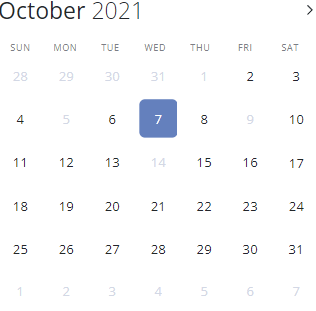 October 2021 >
SUN MON TUE WED THU FRI SAT
28 29 30 31 1 2 3
4 5 6 7 8 9 10
11 12 13 14 15 16 17
18 19 20 21 22 23 24
25 26 27 28 29 30 31
1 2 3 4 5 6 7